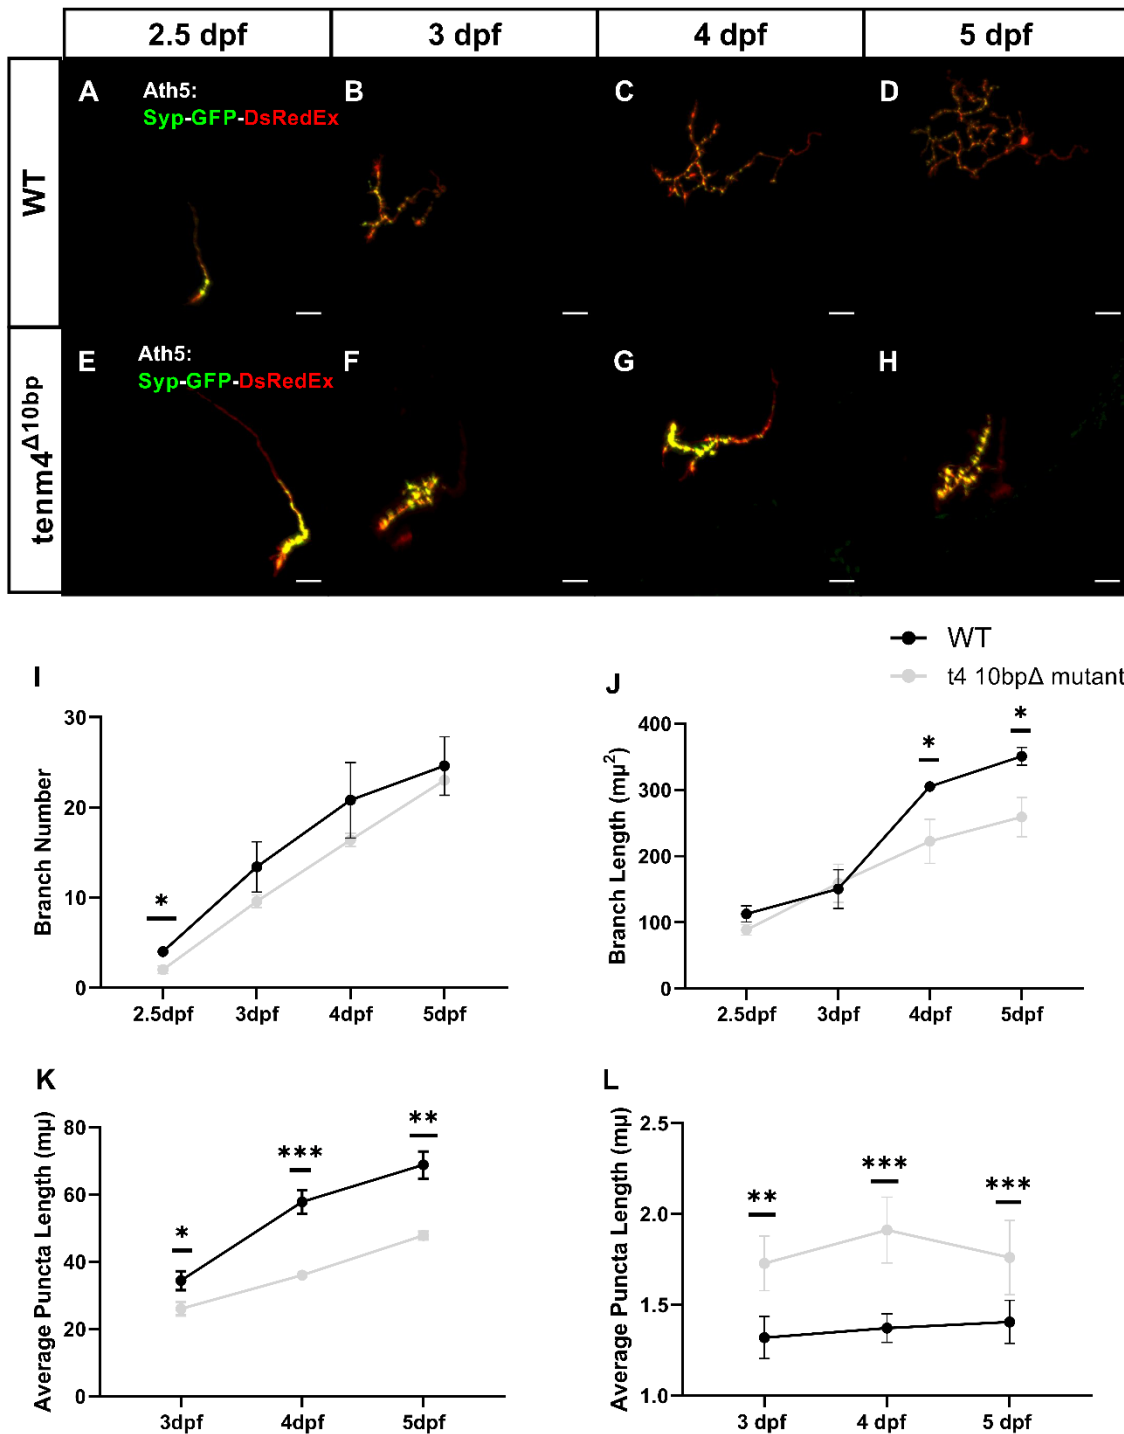 2.5 dpf 3 dpf 4 dpf 5 dpf
WT
A Ath5: B C D
Syp-GFP-DsRedEx
tenm4Δ10bp
E Ath5: F G H
Syp-GFP-DsRedEx
WT
t4 10bpΔ mutant
I
Branch Number
30
20
10
0
*
2.5dpf 3dpf 4dpf 5dpf
J
Branch Length (mμ²)
400
300
200
100
0
* *
2.5dpf 3dpf 4dpf 5dpf
K
Average Puncta Length (mμ)
80
60
40
20
0
* *** **
3dpf 4dpf 5dpf
L
Average Puncta Length (mμ)
2.5
2.0
1.5
1.0
** *** ***
3 dpf 4 dpf 5 dpf